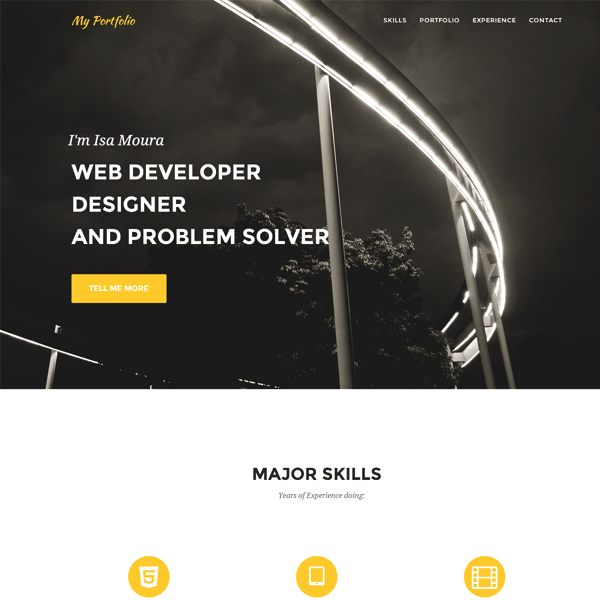 My Portfolio
SKILLS PORTFOLIO EXPERIENCE CONTACT
I'm Isa Moura
WEB DEVELOPER
DESIGNER
AND PROBLEM SOLVER
TELL ME MORE
MAJOR SKILLS
Years of Experience doing:
5